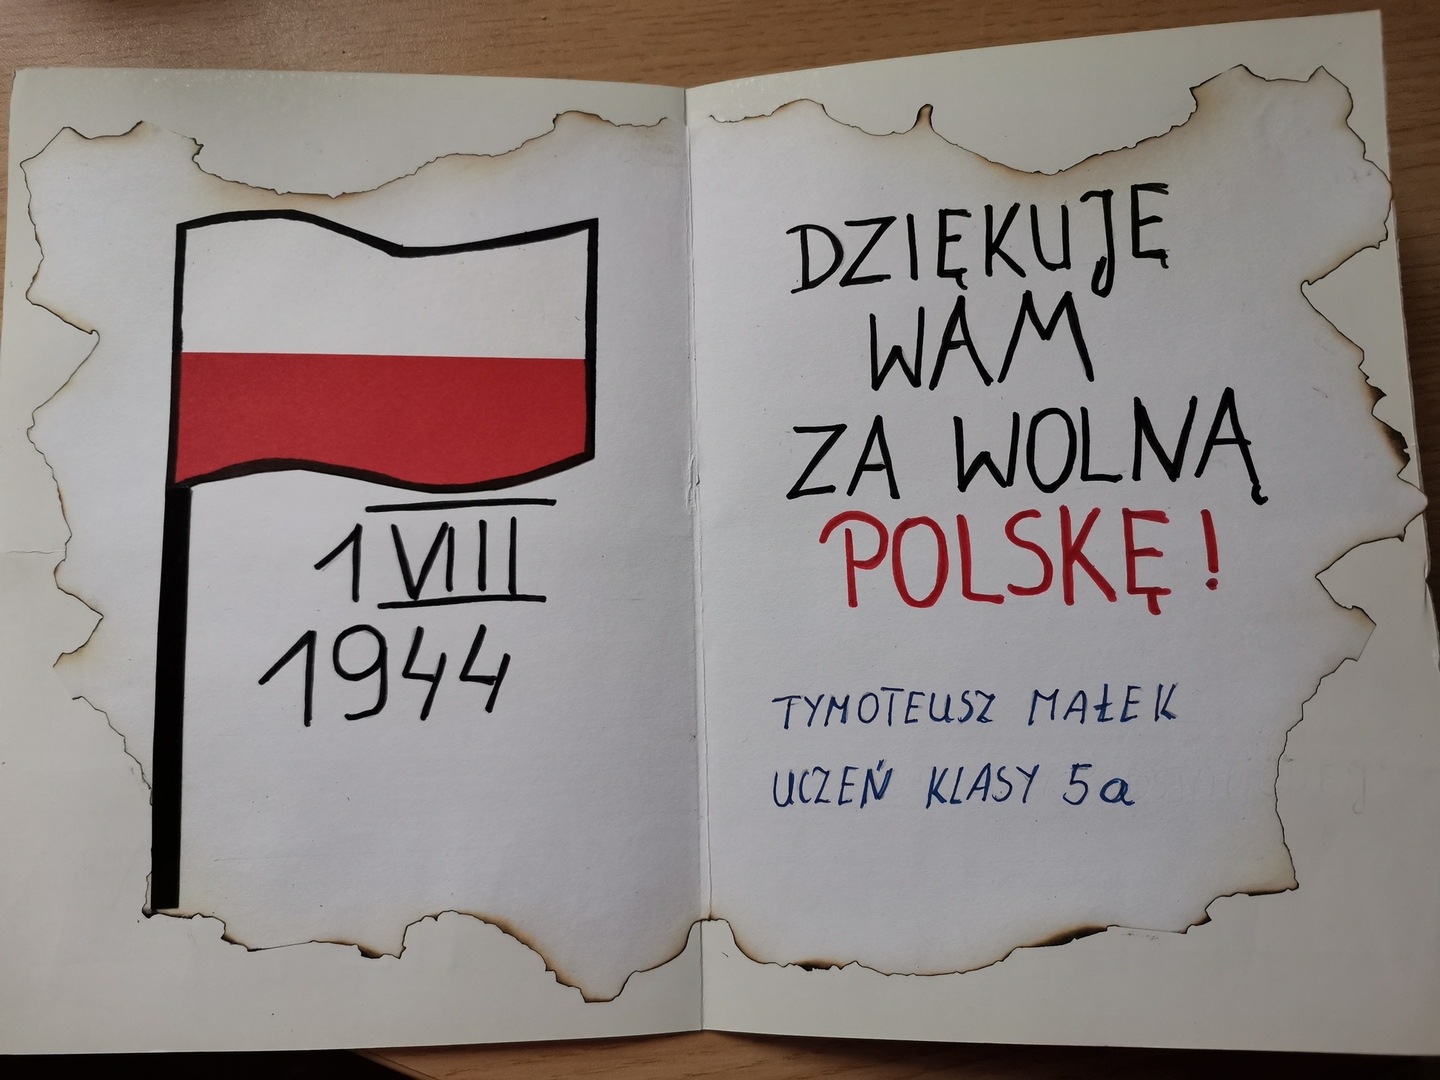 1 VIII
1944
DZIĘKUJĘ
WAM
ZA WOLNĄ
POLSKĘ!
TYMOTEUSZ MAŁEK
UCZEŃ KLASY 5a